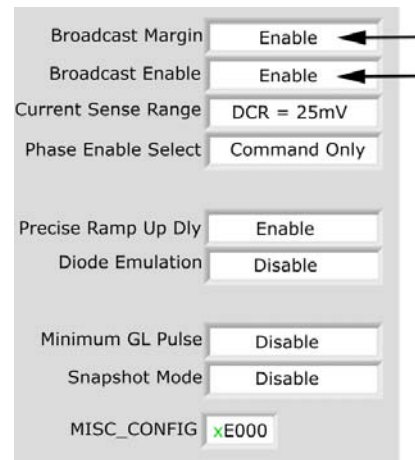 Broadcast Margin Enable
Broadcast Enable Enable
Current Sense Range DCR = 25mV
Phase Enable Select Command Only
Precise Ramp Up Dly Enable
Diode Emulation Disable
Minimum GL Pulse Disable
Snapshot Mode Disable
MISC_CONFIG xE000